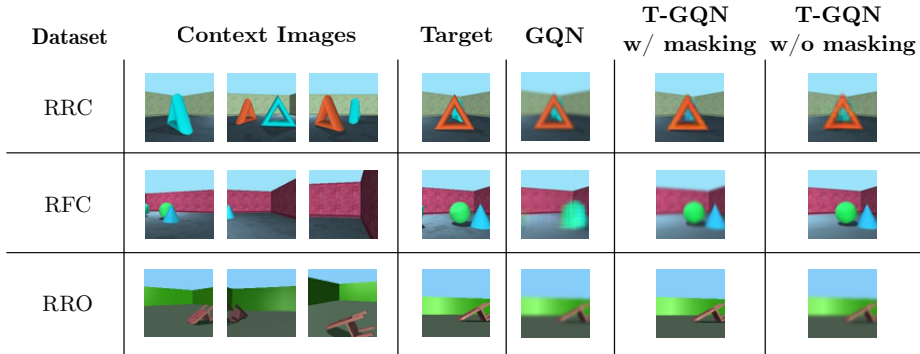 Dataset Context Images Target GQN T-GQN w/ masking T-GQN w/o masking
RRC
RFC
RRO